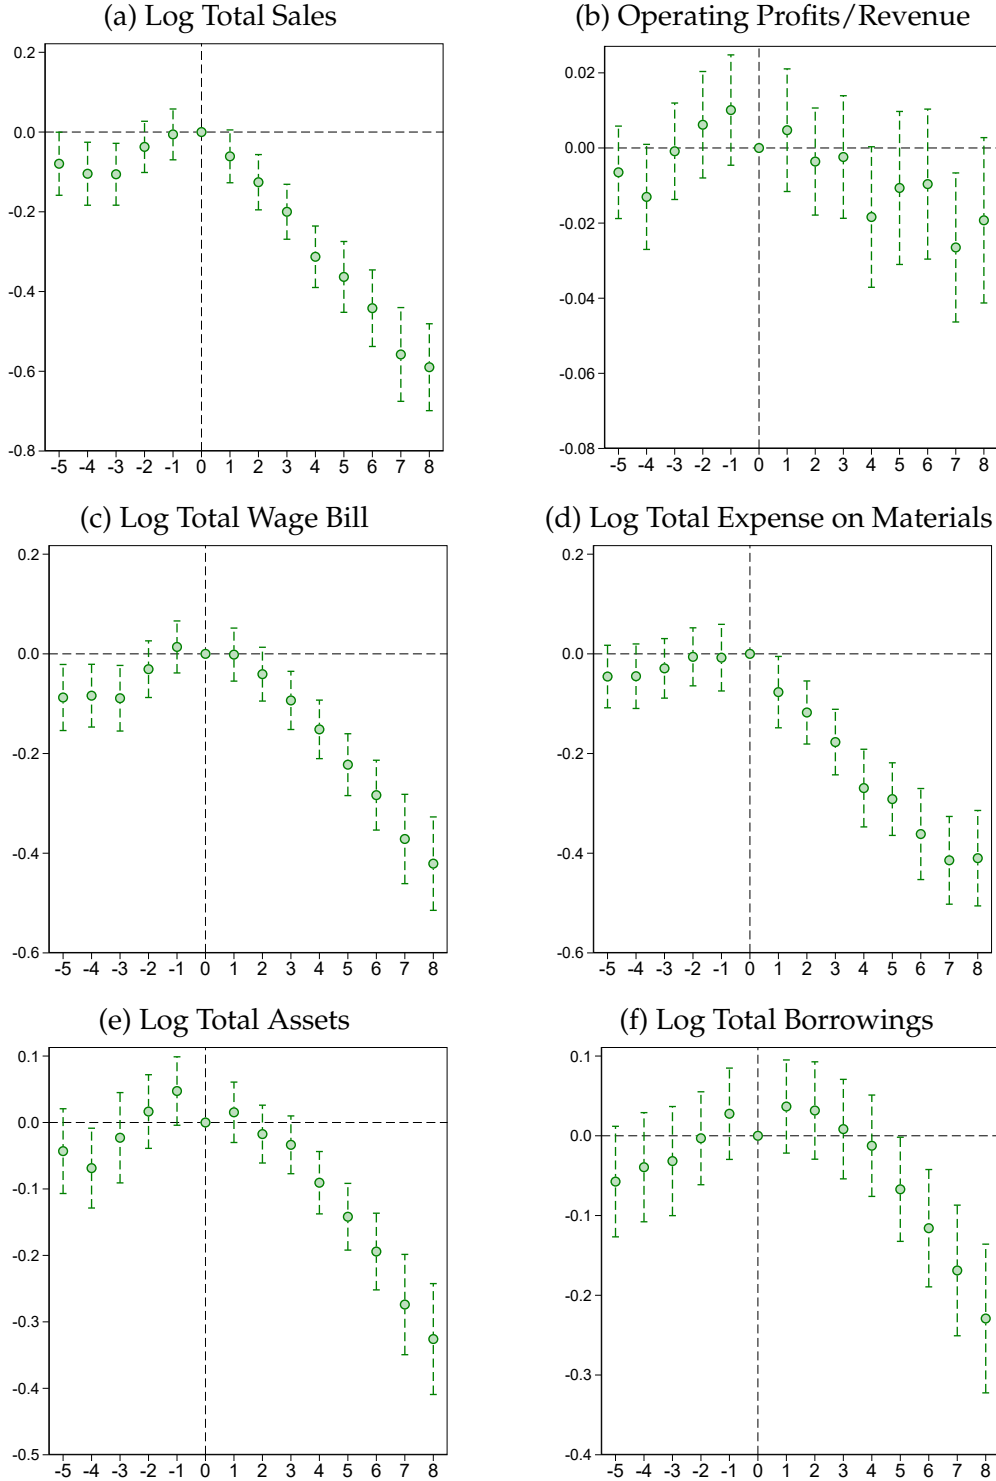 (a) Log Total Sales
0.2
0.0
-0.2
-0.4
-0.6
-0.8
-5 -4 -3 -2 -1 0 1 2 3 4 5 6 7 8
(b) Operating Profits/Revenue
0.02
0.00
-0.02
-0.04
-0.06
-0.08
-5 -4 -3 -2 -1 0 1 2 3 4 5 6 7 8
(c) Log Total Wage Bill
0.2
0.0
-0.2
-0.4
-0.6
-5 -4 -3 -2 -1 0 1 2 3 4 5 6 7 8
(d) Log Total Expense on Materials
0.2
0.0
-0.2
-0.4
-0.6
-5 -4 -3 -2 -1 0 1 2 3 4 5 6 7 8
(e) Log Total Assets
0.1
0.0
-0.1
-0.2
-0.3
-0.4
-0.5
-5 -4 -3 -2 -1 0 1 2 3 4 5 6 7 8
(f) Log Total Borrowings
0.1
0.0
-0.1
-0.2
-0.3
-0.4
-5 -4 -3 -2 -1 0 1 2 3 4 5 6 7 8